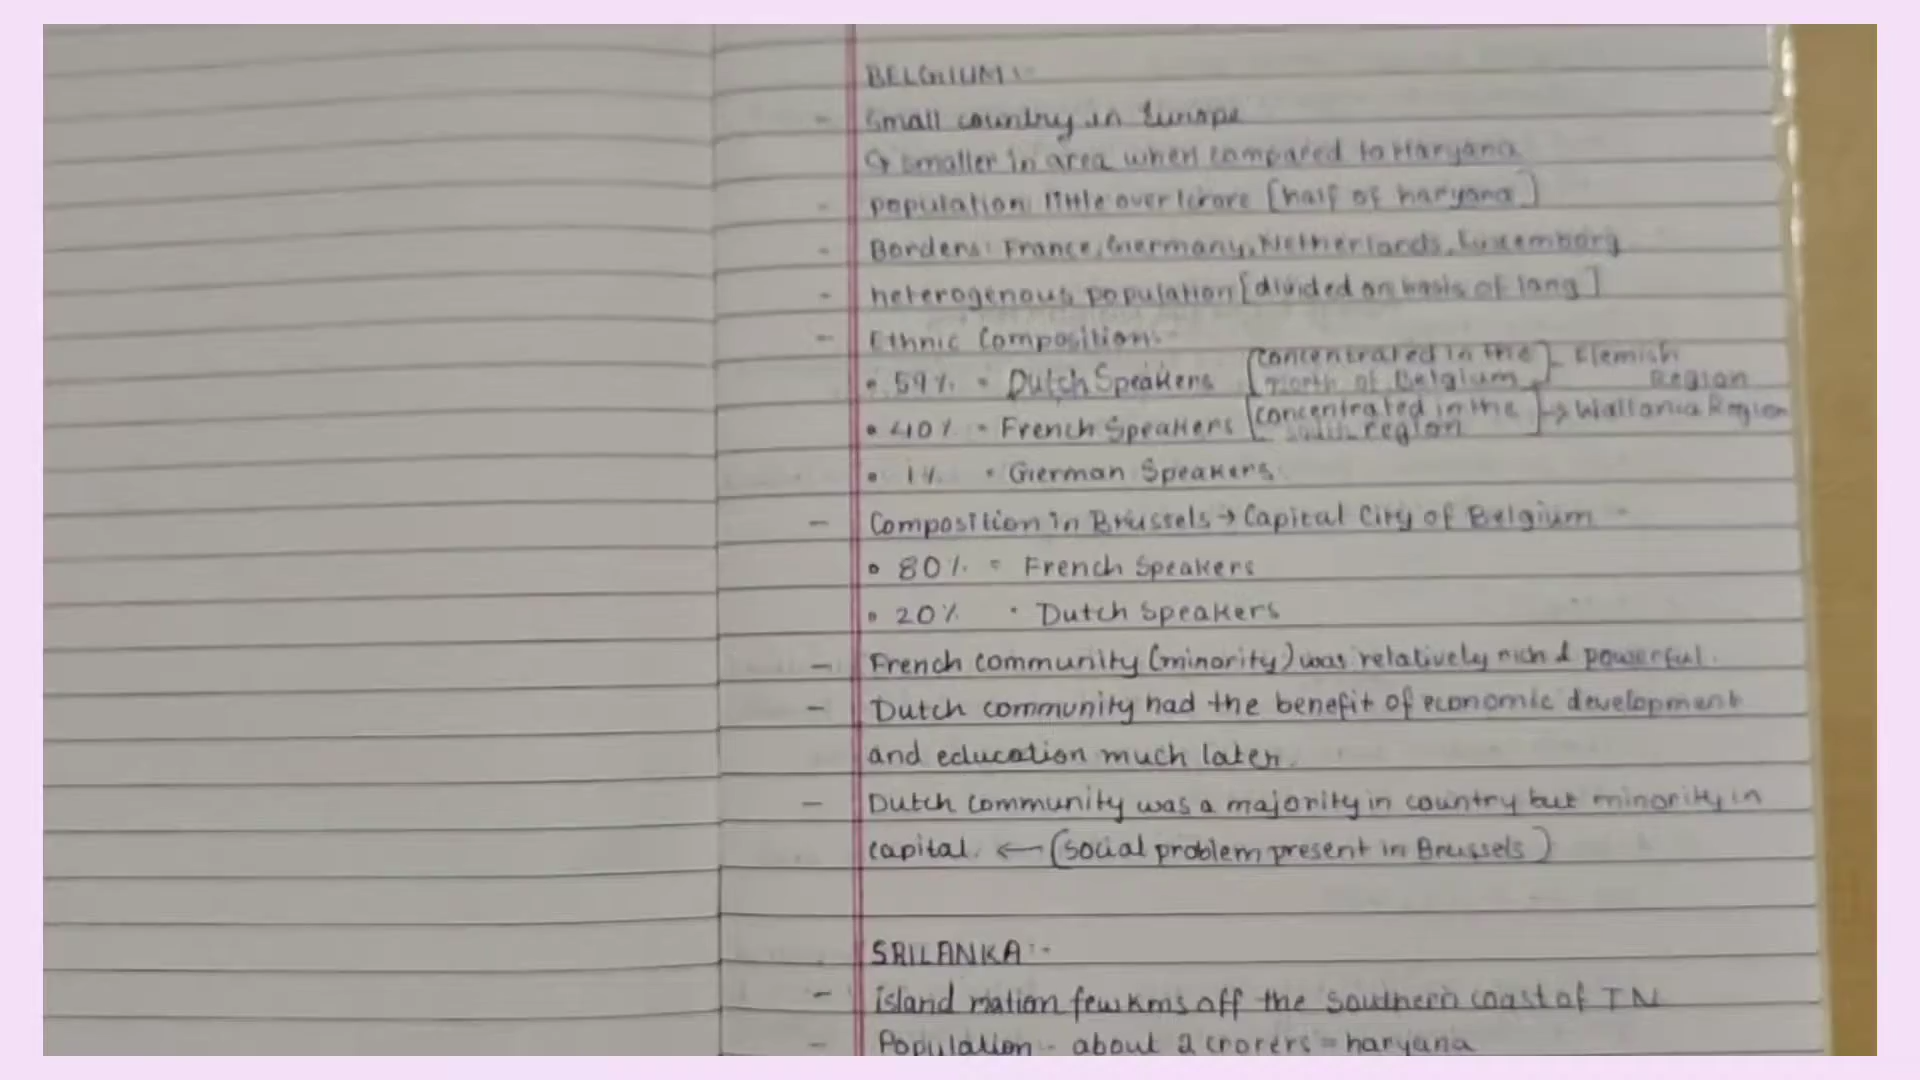 BELGIUM:-
- Small country in Europe
↳ smaller in area when compared to Haryana
- population: little over 1 crore [half of haryana]
- Borders: France, Germany, Netherlands, Luxemborg
- heterogenous population [divided on basis of lang]
- Ethnic Composition:-
• 59% • Dutch Speakers [concentrated in the north of Belgium] - Flemish Region
• 40% • French Speakers [concentrated in the south region] → Wallania Region
• 1% • German Speakers
- Composition in Brussels → Capital City of Belgium -
• 80% • French Speakers
• 20% • Dutch Speakers
- French community (minority) was relatively rich & powerful.
- Dutch community had the benefit of economic development
and education much later.
- Dutch community was a majority in country but minority in
capital. ← (social problem present in Brussels)
SRILANKA:-
- island nation few kms off the southern coast of TN
- Population - about 2 crorers = haryana